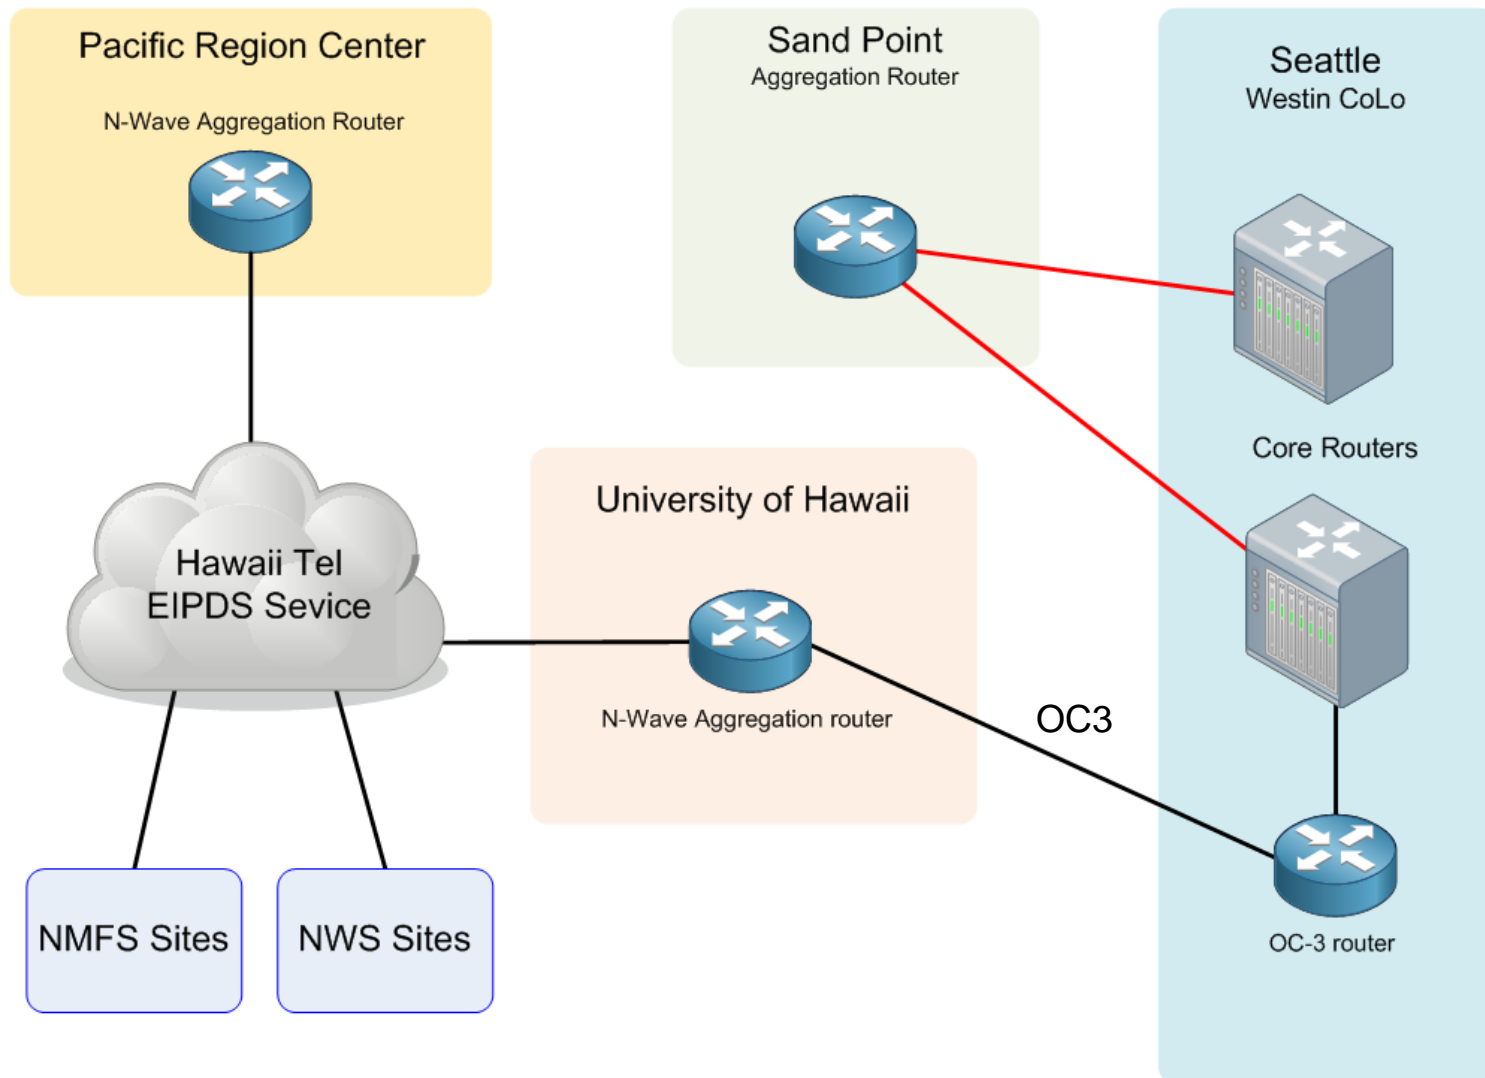 Pacific Region Center
N-Wave Aggregation Router
Sand Point
Aggregation Router
Seattle
Westin CoLo
Core Routers
University of Hawaii
N-Wave Aggregation router
Hawaii Tel
EIPDS Sevice
OC3
NMFS Sites
NWS Sites
OC-3 router